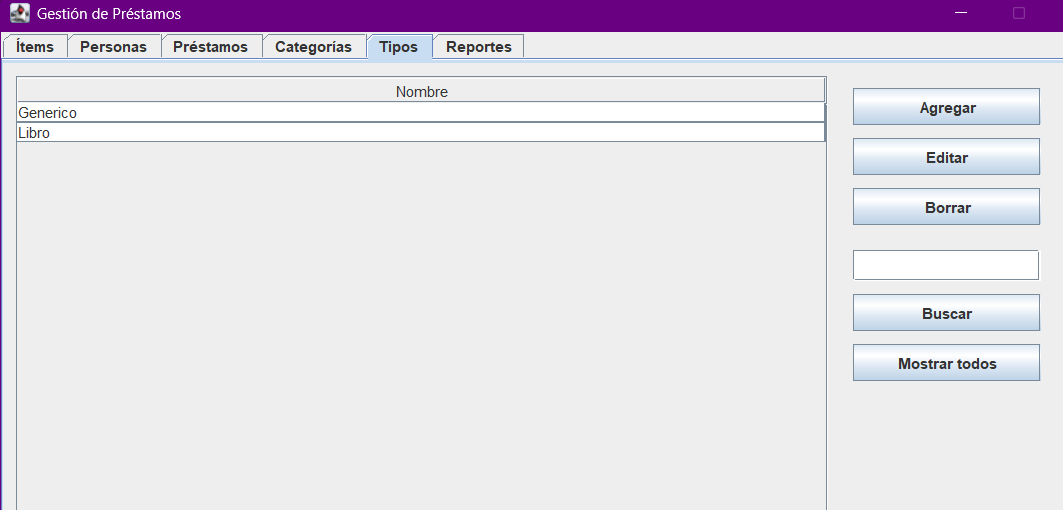 Gestión de Préstamos
Ítems Personas Préstamos Categorías Tipos Reportes
Nombre
Generico
Libro
Agregar
Editar
Borrar
Buscar
Mostrar todos